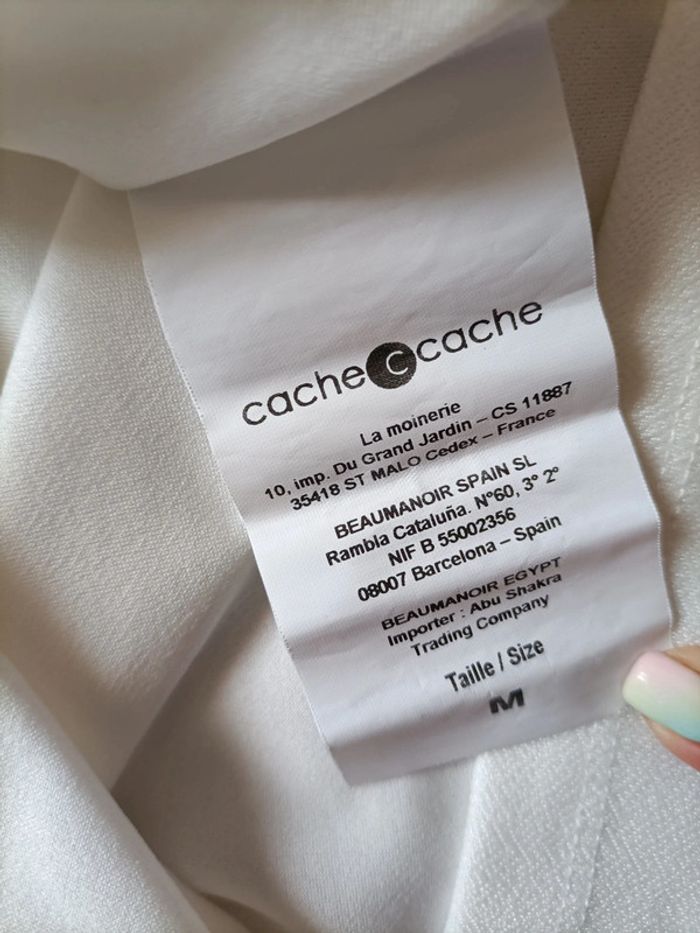 cache c cache
La moinerie
10, imp. Du Grand Jardin – CS 11887
35418 ST MALO Cedex – France
BEAUMANOIR SPAIN SL
Rambla Cataluña. N°60, 3° 2°
NIF B 55002356
08007 Barcelona – Spain
BEAUMANOIR EGYPT
Importer : Abu Shakra
Trading Company
Taille / Size
M